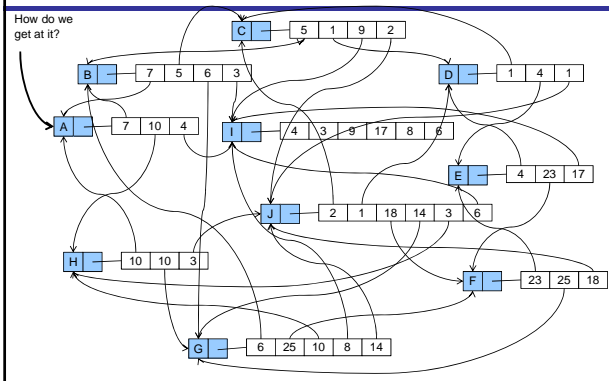 How do we
get at it?
C 5 1 9 2
B 7 5 6 3
D 1 4 1
A 7 10 4
I 4 3 9 17 8 6
E 4 23 17
J 2 1 18 14 3 6
H 10 10 3
F 23 25 18
G 6 25 10 8 14